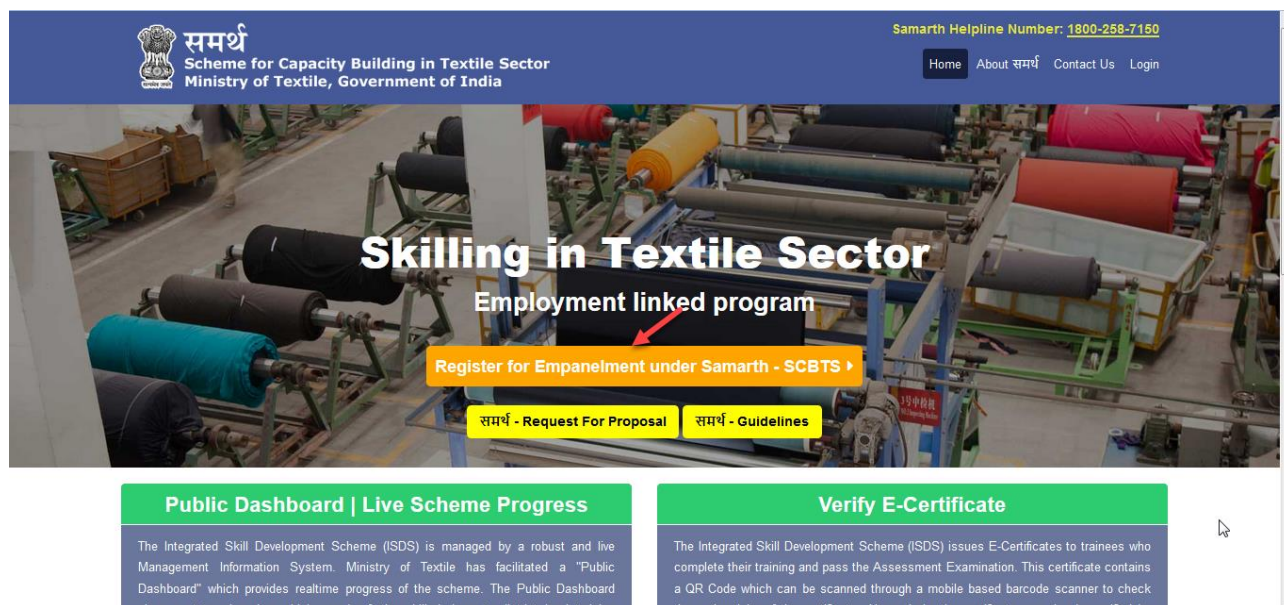 समर्थ
Scheme for Capacity Building in Textile Sector
Ministry of Textile, Government of India
Samarth Helpline Number: 1800-258-7150
Home About समर्थ Contact Us Login
Skilling in Textile Sector
Employment linked program
Register for Empanelment under Samarth - SCBTS
समर्थ - Request For Proposal
समर्थ - Guidelines
Public Dashboard | Live Scheme Progress
The Integrated Skill Development Scheme (ISDS) is managed by a robust and live
Management Information System. Ministry of Textile has facilitated a "Public
Dashboard" which provides realtime progress of the scheme. The Public Dashboard
Verify E-Certificate
The Integrated Skill Development Scheme (ISDS) issues E-Certificates to trainees who
complete their training and pass the Assessment Examination. This certificate contains
a QR Code which can be scanned through a mobile based barcode scanner to check